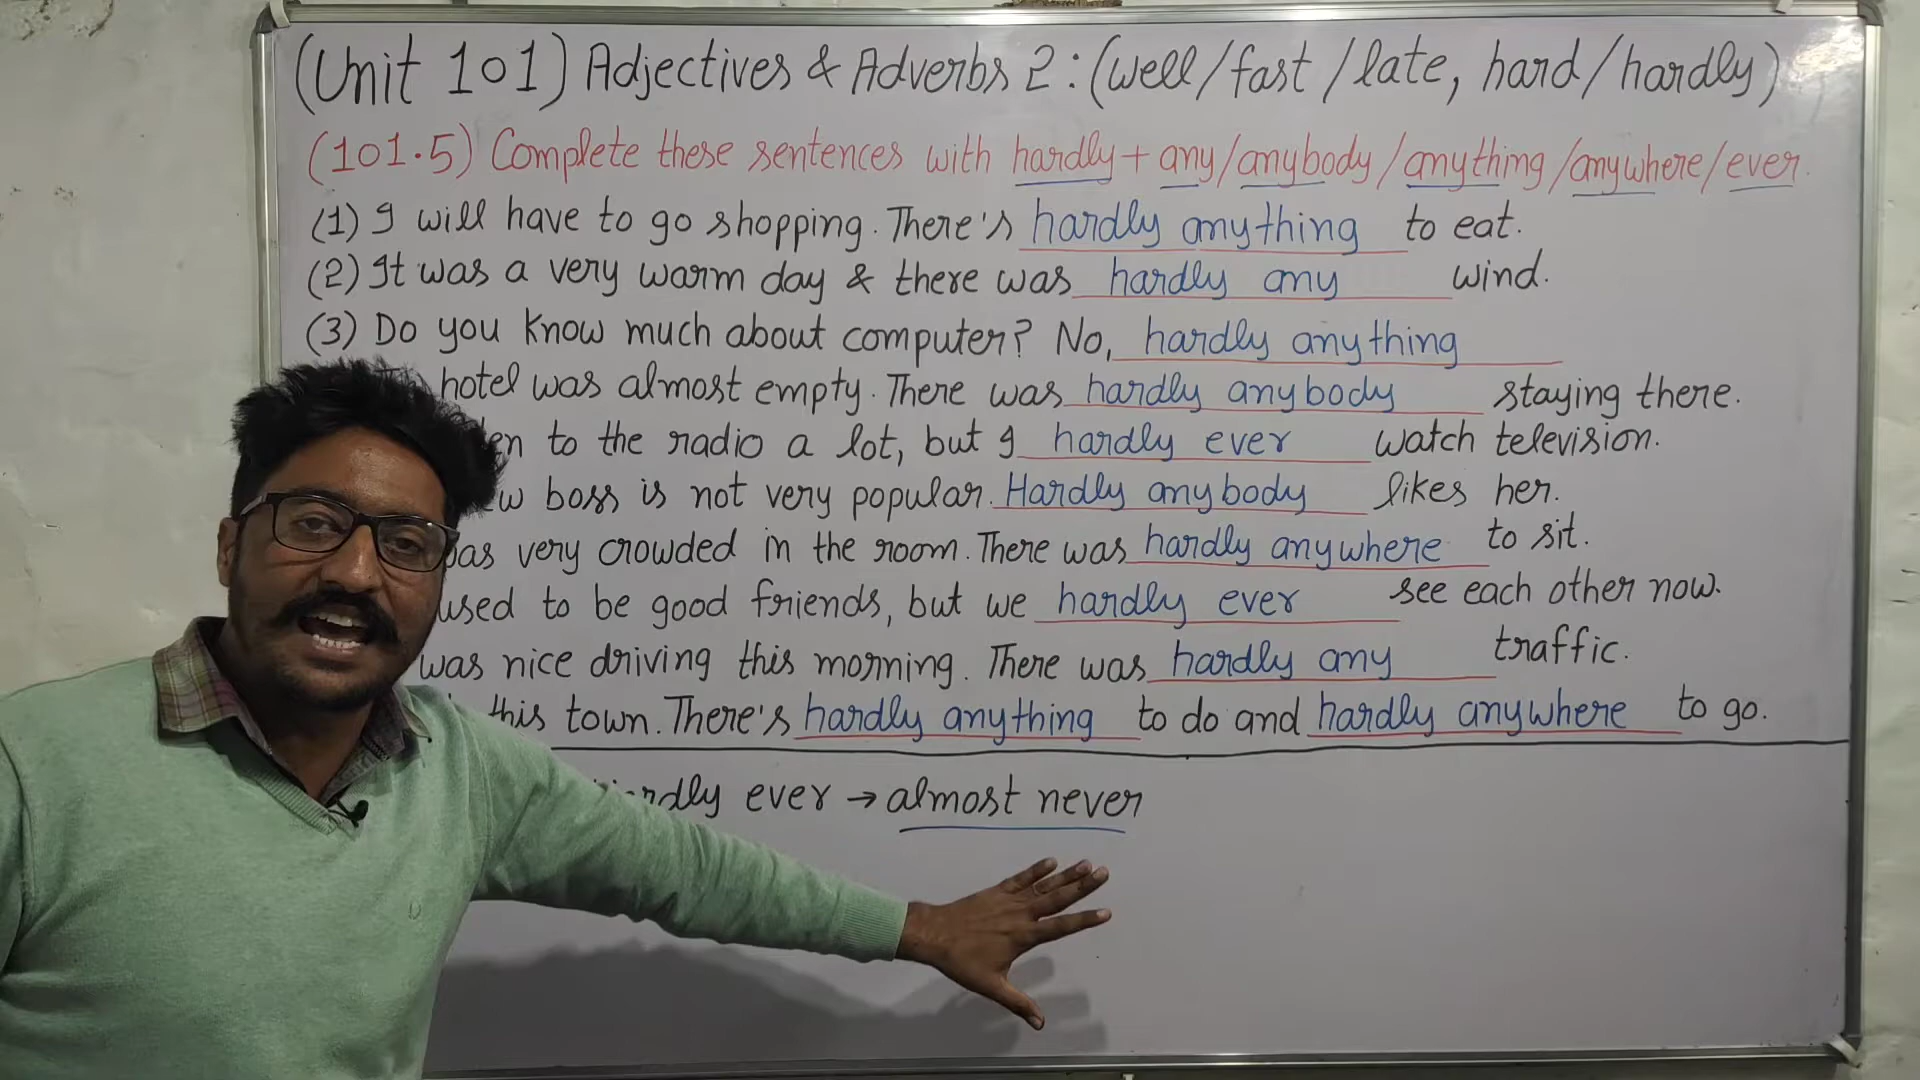 (Unit 101) Adjectives & Adverbs 2: (well/fast/late, hard/hardly)
(101.5) Complete these sentences with hardly + any/anybody/anything/anywhere/ever.
(1) I will have to go shopping. There's hardly anything to eat.
(2) It was a very warm day & there was hardly any wind.
(3) Do you know much about computer? No, hardly anything
hotel was almost empty. There was hardly anybody staying there.
en to the radio a lot, but I hardly ever watch television.
w boss is not very popular. Hardly anybody likes her.
as very crowded in the room. There was hardly anywhere to sit.
used to be good friends, but we hardly ever see each other now.
was nice driving this morning. There was hardly any traffic.
this town. There's hardly anything to do and hardly anywhere to go.
rdly ever → almost never